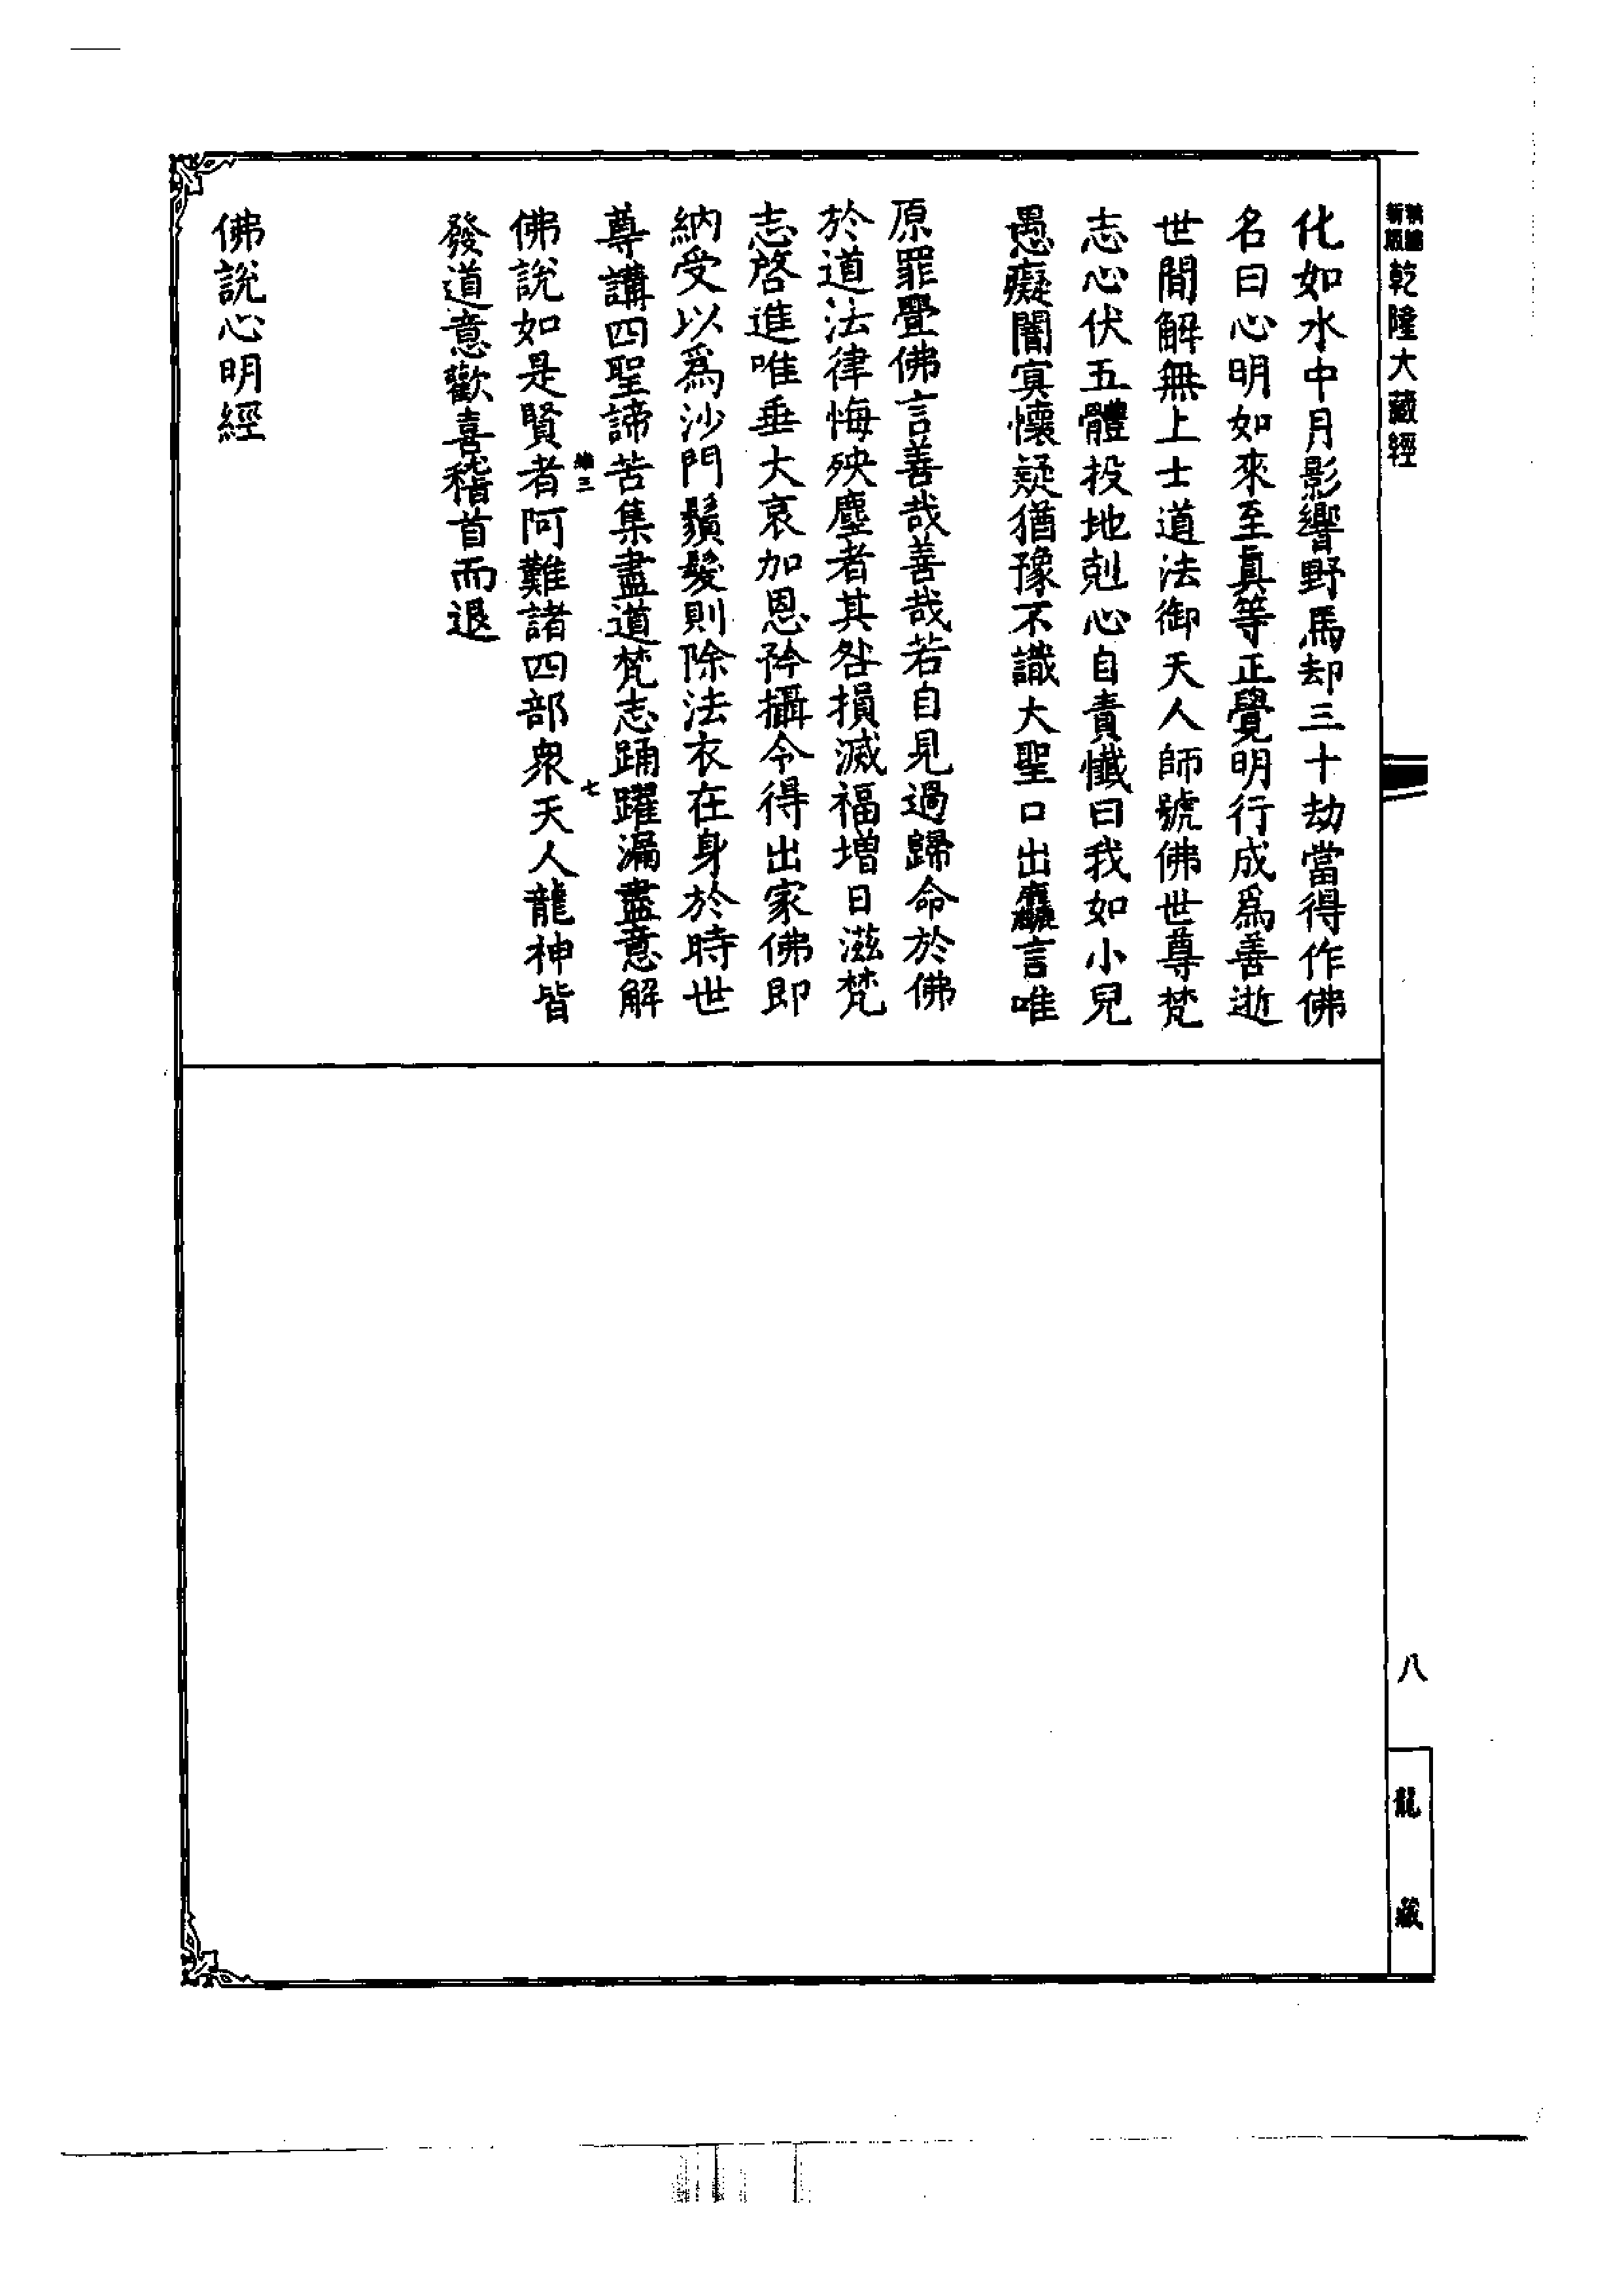 新編縮版乾隆大藏經
化如水中月影響野馬却三十劫當得作佛
名曰心明如來至真等正覺明行成爲善逝
世間解無上士道法御天人師號佛世尊梵
志心伏五體投地剋心自責懺曰我如小兒
愚癡闇冥懷疑猶豫不識大聖口出麤言唯
原罪舋佛言善哉善哉若自見過歸命於佛
於道法律悔殃塵者其咎損滅福增日滋梵
志啓進唯垂大哀加恩矜攝令得出家佛即
納受以爲沙門鬚髮則除法衣在身於時世
尊講四聖諦苦集盡道梵志踊躍漏盡意解
七
佛說如是賢者阿難諸四部衆天人龍神皆
發道意歡喜稽首而退
佛說心明經
八
龍藏